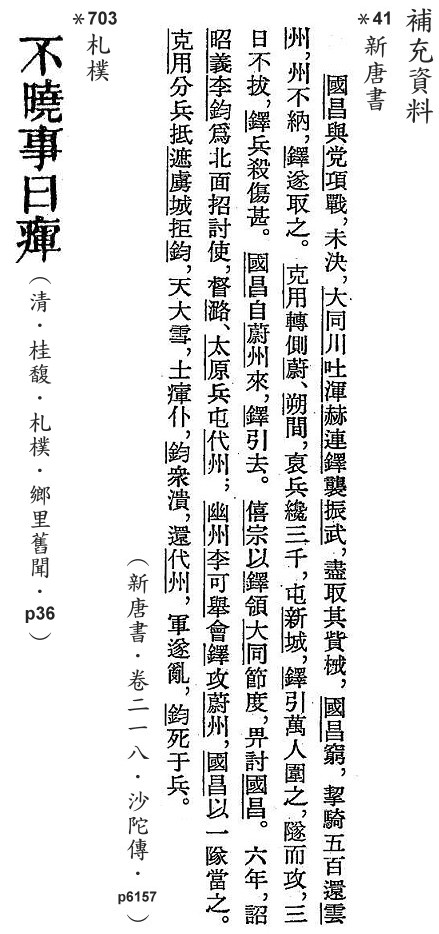 補充資料
＊41 新唐書
國昌與党項戰，未決，大同川吐渾赫連鐸襲振武，盡取其貲械，國昌窮，挐騎五百還雲
州，州不納，鐸遂取之。克用轉側蔚、朔間，裒兵纔三千，屯新城，鐸引萬人圍之，隧而攻，三
日不拔，鐸兵殺傷甚。國昌自蔚州來，鐸引去。僖宗以鐸領大同節度，畀討國昌。六年，詔
昭義李鈞爲北面招討使，督潞、太原兵屯代州；幽州李可舉會鐸攻蔚州，國昌以一隊當之。
克用分兵抵遮虜城拒鈞，天大雪，士瘒仆，鈞衆潰，還代州，軍遂亂，鈞死于兵。
（新唐書．卷二一八．沙陀傳．p6157）
＊703 札樸
不曉事曰瘒（清．桂馥．札樸．鄉里舊聞．p36）